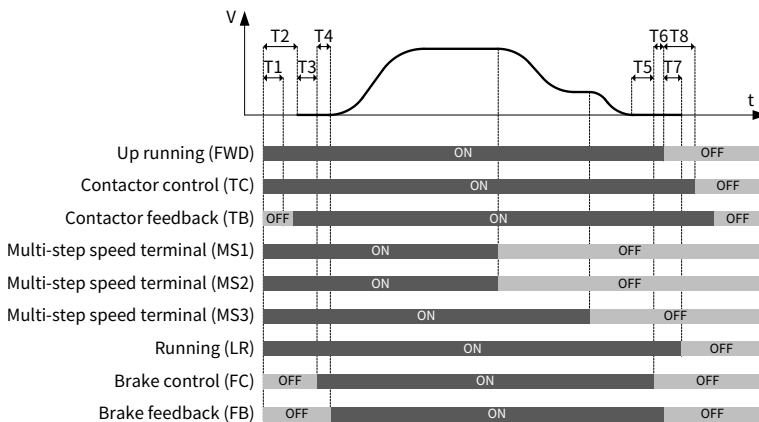 V
T2 T4 T6 T8
T1 T3 T5 T7
t
Up running (FWD) ON OFF
Contactor control (TC) ON OFF
Contactor feedback (TB) OFF ON OFF
Multi-step speed terminal (MS1) ON OFF
Multi-step speed terminal (MS2) ON OFF
Multi-step speed terminal (MS3) ON OFF
Running (LR) ON OFF
Brake control (FC) OFF ON OFF
Brake feedback (FB) OFF ON OFF